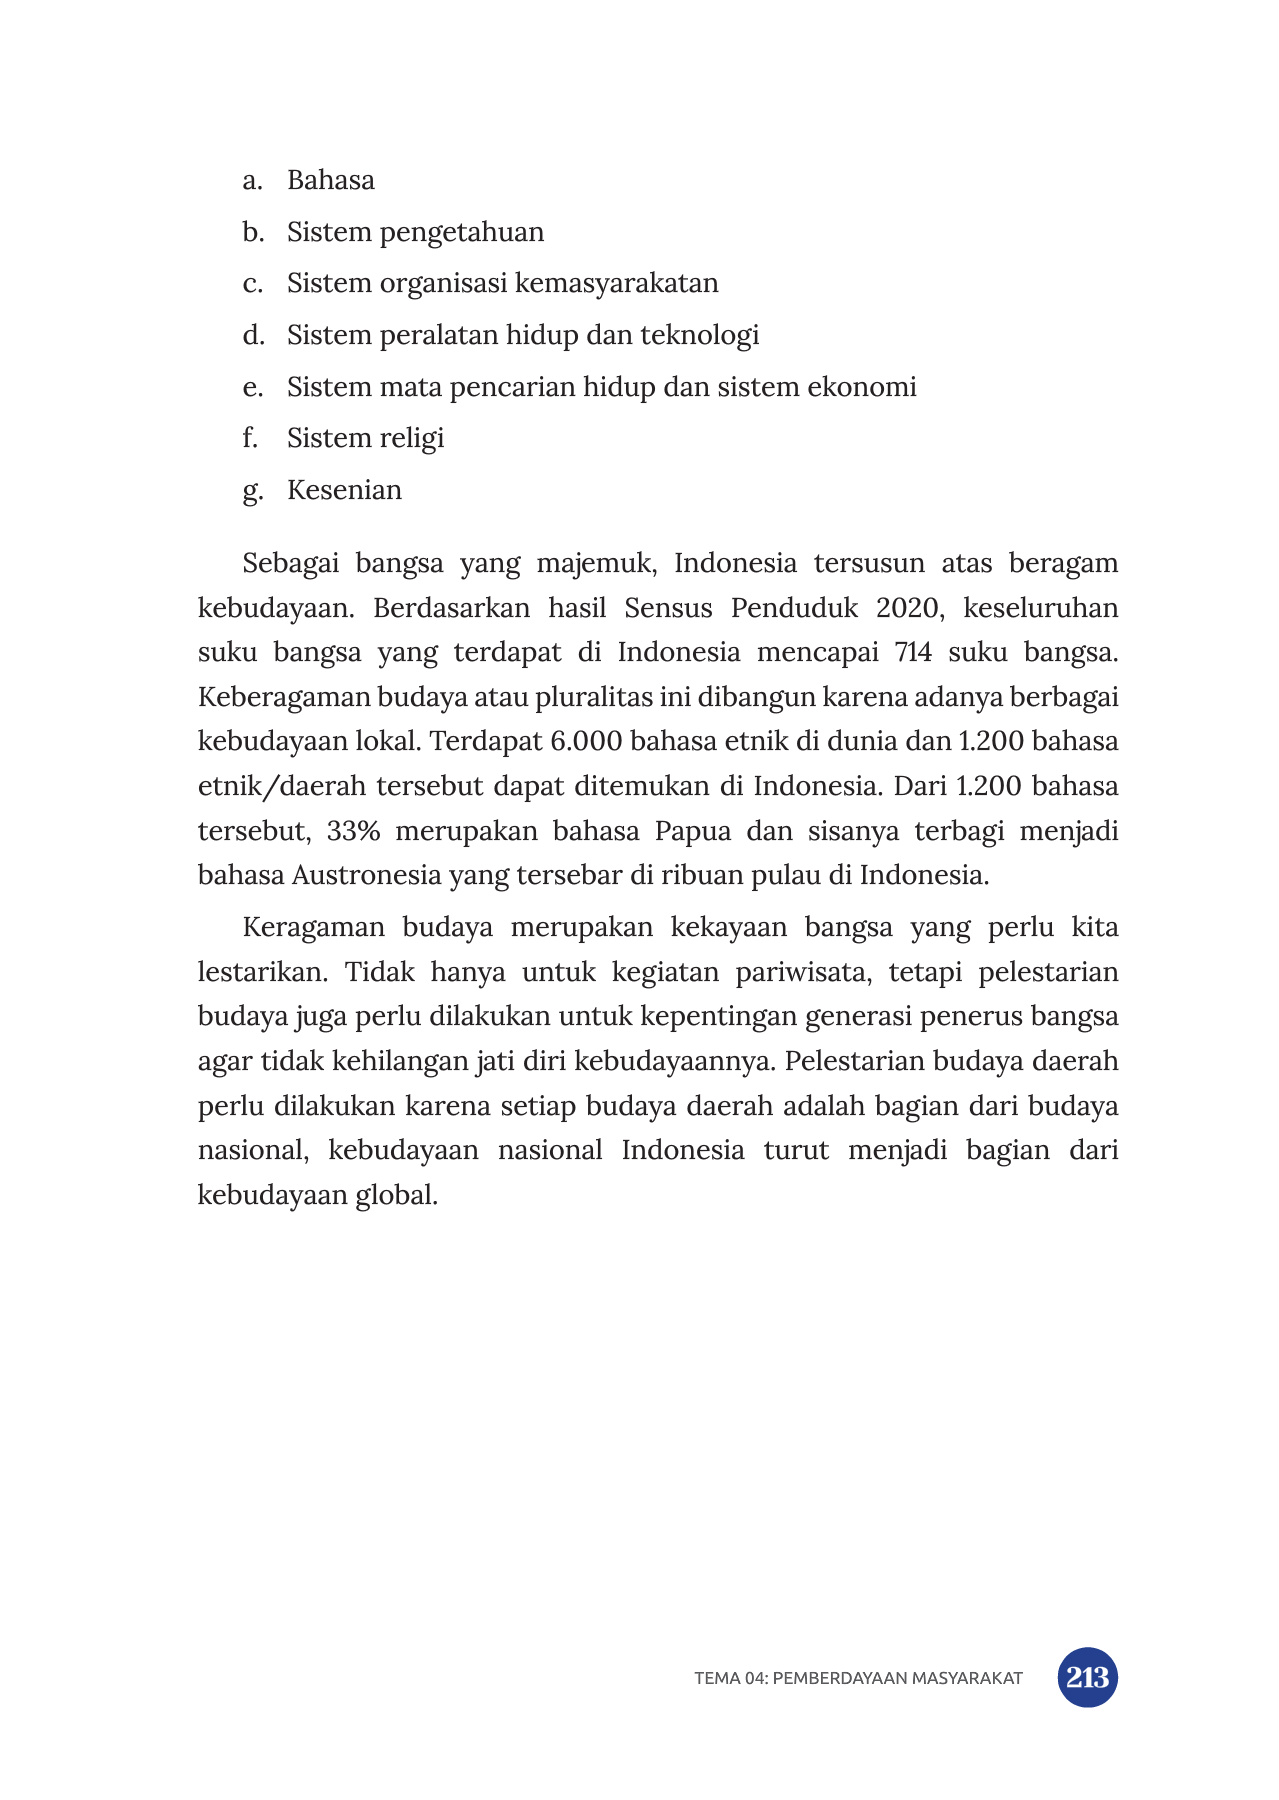 a. Bahasa
b. Sistem pengetahuan
c. Sistem organisasi kemasyarakatan
d. Sistem peralatan hidup dan teknologi
e. Sistem mata pencarian hidup dan sistem ekonomi
f. Sistem religi
g. Kesenian
Sebagai bangsa yang majemuk, Indonesia tersusun atas beragam
kebudayaan. Berdasarkan hasil Sensus Penduduk 2020, keseluruhan
suku bangsa yang terdapat di Indonesia mencapai 714 suku bangsa.
Keberagaman budaya atau pluralitas ini dibangun karena adanya berbagai
kebudayaan lokal. Terdapat 6.000 bahasa etnik di dunia dan 1.200 bahasa
etnik/daerah tersebut dapat ditemukan di Indonesia. Dari 1.200 bahasa
tersebut, 33% merupakan bahasa Papua dan sisanya terbagi menjadi
bahasa Austronesia yang tersebar di ribuan pulau di Indonesia.
Keragaman budaya merupakan kekayaan bangsa yang perlu kita
lestarikan. Tidak hanya untuk kegiatan pariwisata, tetapi pelestarian
budaya juga perlu dilakukan untuk kepentingan generasi penerus bangsa
agar tidak kehilangan jati diri kebudayaannya. Pelestarian budaya daerah
perlu dilakukan karena setiap budaya daerah adalah bagian dari budaya
nasional, kebudayaan nasional Indonesia turut menjadi bagian dari
kebudayaan global.
TEMA 04: PEMBERDAYAAN MASYARAKAT 213